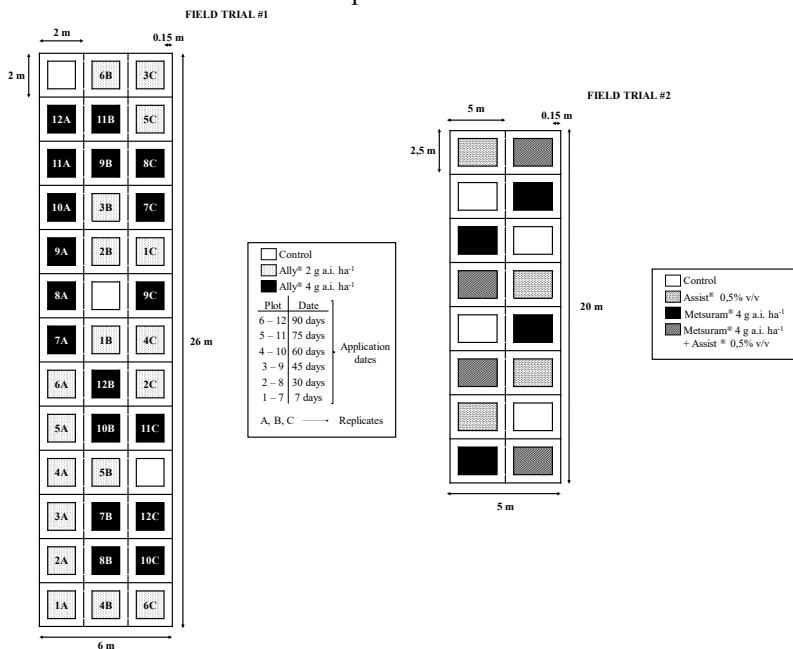 FIELD TRIAL #1
2 m
0.15 m
2 m
6B 3C
12A 11B 5C
11A 9B 8C
10A 3B 7C
9A 2B 1C
8A 9C
7A 1B 4C
6A 12B 2C
5A 10B 11C
4A 5B
3A 7B 12C
2A 8B 10C
1A 4B 6C
26 m
6 m
Control
Ally® 2 g a.i. ha⁻¹
Ally® 4 g a.i. ha⁻¹
Plot Date
6 – 12 90 days
5 – 11 75 days
4 – 10 60 days
3 – 9 45 days
2 – 8 30 days
1 – 7 7 days
Application
dates
A, B, C Replicates
FIELD TRIAL #2
5 m
0.15 m
2,5 m
20 m
5 m
Control
Assist® 0,5% v/v
Metsuram® 4 g a.i. ha⁻¹
Metsuram® 4 g a.i. ha⁻¹
+ Assist ® 0,5% v/v